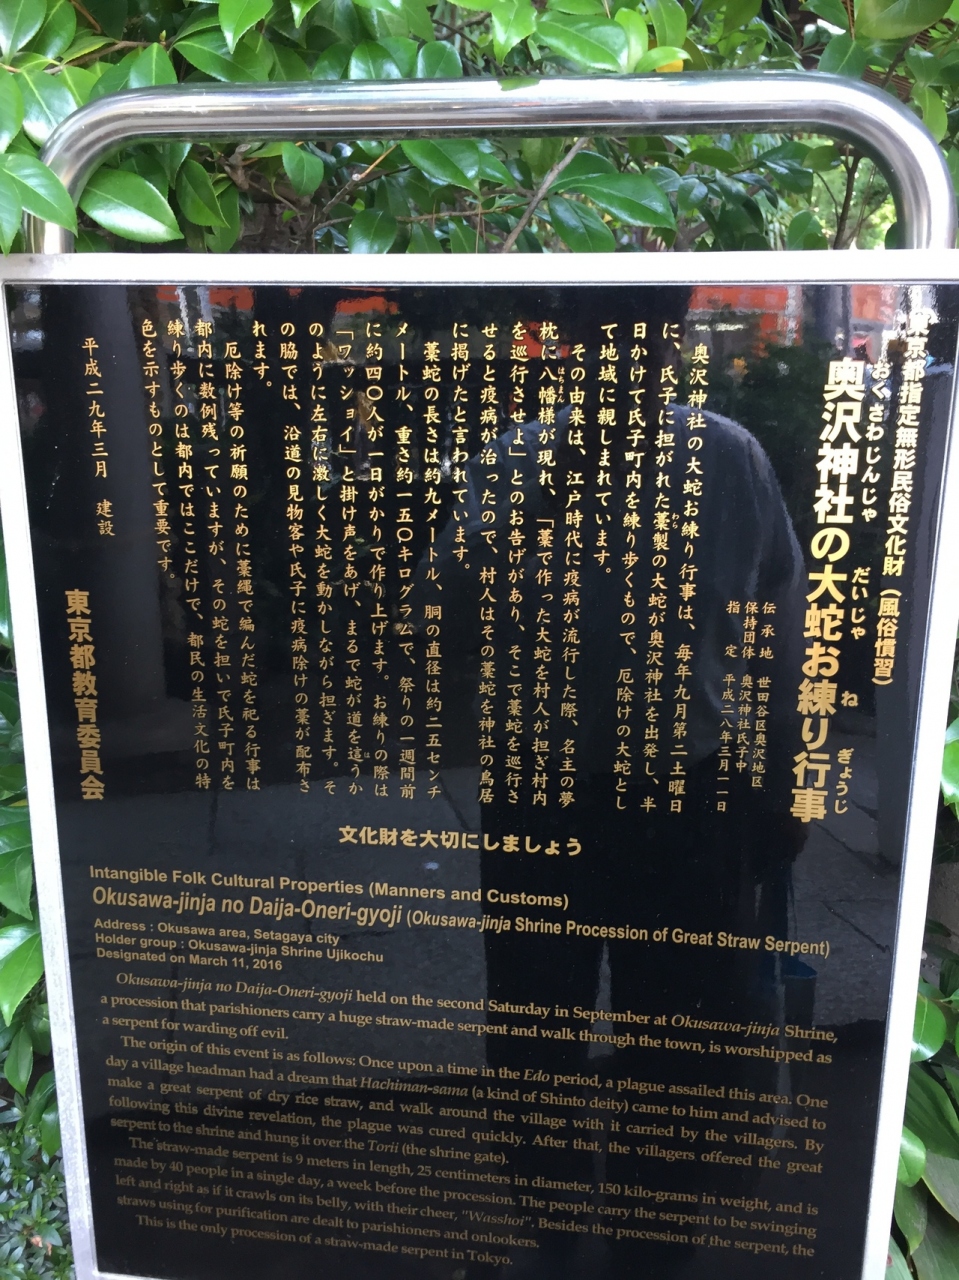 東京都指定無形民俗文化財（風俗慣習）
おくさわじんじゃ だいじゃ ね ぎょうじ
奥沢神社の大蛇お練り行事
伝承地 世田谷区奥沢地区
保持団体 奥沢神社氏子中
指定 平成二八年三月一一日
奥沢神社の大蛇お練り行事は、毎年九月第二土曜日
に、氏子に担がれた藁製の大蛇が奥沢神社を出発し、半
わら
日かけて氏子町内を練り歩くもので、厄除けの大蛇とし
て地域に親しまれています。
その由来は、江戸時代に疫病が流行した際、名主の夢
枕に八幡様が現れ、「藁で作った大蛇を村人が担ぎ村内
はちまん
を巡行させよ」とのお告げがあり、そこで藁蛇を巡行さ
せると疫病が治ったので、村人はその藁蛇を神社の鳥居
に掲げたと言われています。
藁蛇の長さは約九メートル、胴の直径は約二五センチ
メートル、重さ約一五〇キログラムで、祭りの一週間前
に約四〇人が一日がかりで作り上げます。お練りの際は
「ワッショイ」と掛け声をあげ、まるで蛇が道を這うか
は
のように左右に激しく大蛇を動かしながら担ぎます。そ
の脇では、沿道の見物客や氏子に疫病除けの藁が配布さ
れます。
厄除け等の祈願のために藁縄で編んだ蛇を祀る行事は
都内に数例残っていますが、その蛇を担いで氏子町内を
練り歩くのは都内ではここだけで、都民の生活文化の特
色を示すものとして重要です。
平成二九年三月 建設
東京都教育委員会
文化財を大切にしましょう
Intangible Folk Cultural Properties (Manners and Customs)
Okusawa-jinja no Daija-Oneri-gyoji (Okusawa-jinja Shrine Procession of Great Straw Serpent)
Address : Okusawa area, Setagaya city
Holder group : Okusawa-jinja Shrine Ujikochu
Designated on March 11, 2016
Okusawa-jinja no Daija-Oneri-gyoji held on the second Saturday in September at Okusawa-jinja Shrine,
a procession that parishioners carry a huge straw-made serpent and walk through the town, is worshipped as
a serpent for warding off evil.
The origin of this event is as follows: Once upon a time in the Edo period, a plague assailed this area. One
day a village headman had a dream that Hachiman-sama (a kind of Shinto deity) came to him and advised to
make a great serpent of dry rice straw, and walk around the village with it carried by the villagers. By
following this divine revelation, the plague was cured quickly. After that, the villagers offered the great
serpent to the shrine and hung it over the Torii (the shrine gate).
The straw-made serpent is 9 meters in length, 25 centimeters in diameter, 150 kilo-grams in weight, and is
made by 40 people in a single day, a week before the procession. The people carry the serpent to be swinging
left and right as if it crawls on its belly, with their cheer, "Wasshoi". Besides the procession of the serpent, the
straws using for purification are dealt to parishioners and onlookers.
This is the only procession of a straw-made serpent in Tokyo.